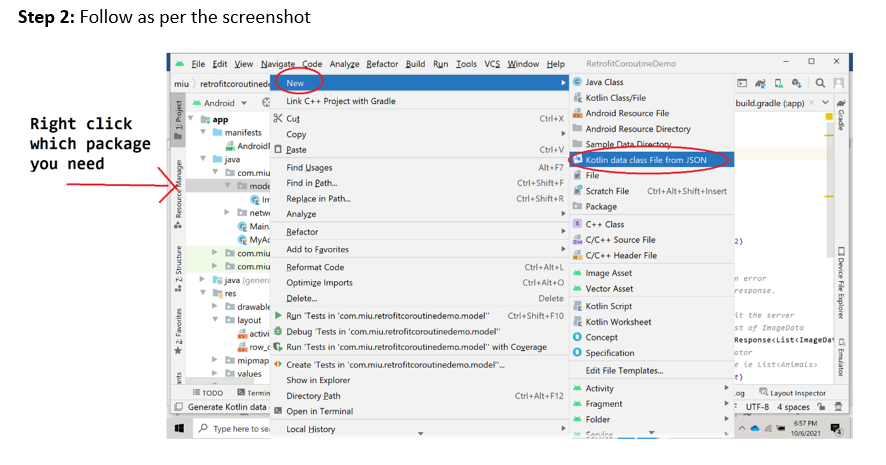 Step 2: Follow as per the screenshot
File Edit View Navigate Code Analyze Refactor Build Run Tools VCS Window Help RetrofitCoroutineDemo
miu retrofitcoroutinede
Android
build.gradle (:app)
1: Project
Resource Manager
Z: Structure
2: Favorites
Gradle
Device File Explorer
Emulator
Right click
which package
you need
app
manifests
AndroidI
java
com.miu
mode
netwo
Main
MyAc
com.miu
com.miu
java (genera
res
drawable
layout
activi
row_c
mipmap
values
New
Link C++ Project with Gradle
Cut Ctrl+X
Copy
Paste Ctrl+V
Find Usages Alt+F7
Find in Path... Ctrl+Shift+F
Replace in Path... Ctrl+Shift+R
Analyze
Refactor
Add to Favorites
Reformat Code Ctrl+Alt+L
Optimize Imports Ctrl+Alt+O
Delete... Delete
Run 'Tests in 'com.miu.retrofitcoroutinedemo.model'' Ctrl+Shift+F10
Debug 'Tests in 'com.miu.retrofitcoroutinedemo.model''
Run 'Tests in 'com.miu.retrofitcoroutinedemo.model'' with Coverage
Create 'Tests in 'com.miu.retrofitcoroutinedemo.model''...
Show in Explorer
Directory Path Ctrl+Alt+F12
Open in Terminal
Local History
Java Class
Kotlin Class/File
Android Resource File
Android Resource Directory
Sample Data Directory
Kotlin data class File from JSON
File
Scratch File Ctrl+Alt+Shift+Insert
Package
C++ Class
C/C++ Source File
C/C++ Header File
Image Asset
Vector Asset
Kotlin Script
Kotlin Worksheet
Concept
Specification
Edit File Templates...
Activity
Fragment
Folder
Service
2)
n error
response.
it the server
st of ImageData
Response<List<ImageDat
ator
e ie List<Animals>
t)
TODO Termin
og Layout Inspector
Generate Kotlin data
UTF-8 4 spaces
Type here to sea
6:57 PM
10/6/2021
4